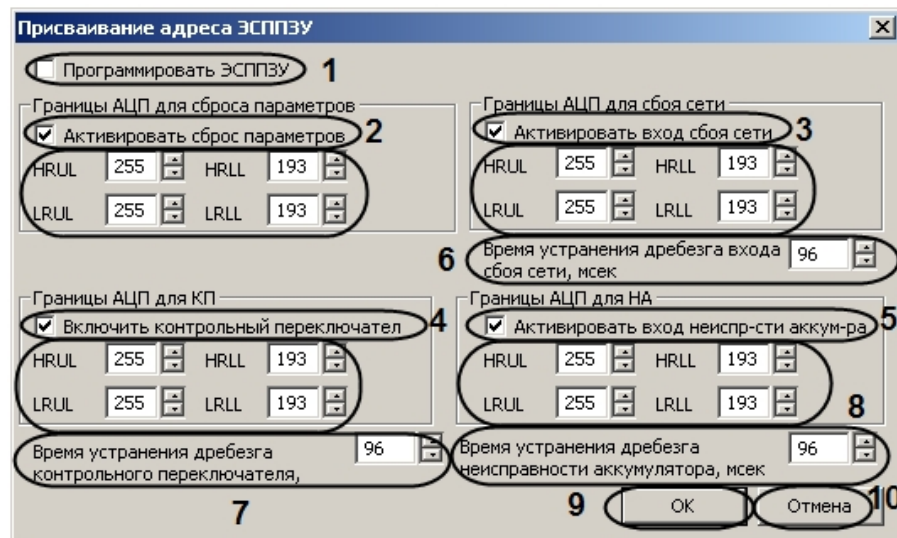 Присваивание адреса ЭСППЗУ
Программировать ЭСППЗУ 1
Границы АЦП для сброса параметров
Активировать сброс параметров 2
HRUL 255 HRLL 193
LRUL 255 LRLL 193
Границы АЦП для сбоя сети
Активировать вход сбоя сети 3
HRUL 255 HRLL 193
LRUL 255 LRLL 193
6 Время устранения дребезга входа 96
сбоя сети, мсек
Границы АЦП для КП
Включить контрольный переключател 4
HRUL 255 HRLL 193
LRUL 255 LRLL 193
Время устранения дребезга 96
контрольного переключателя,
7
Границы АЦП для НА
Активировать вход неиспр-сти аккум-ра 5
HRUL 255 HRLL 193
LRUL 255 LRLL 193
8
Время устранения дребезга 96
неисправности аккумулятора, мсек
9 OK Отмена 10